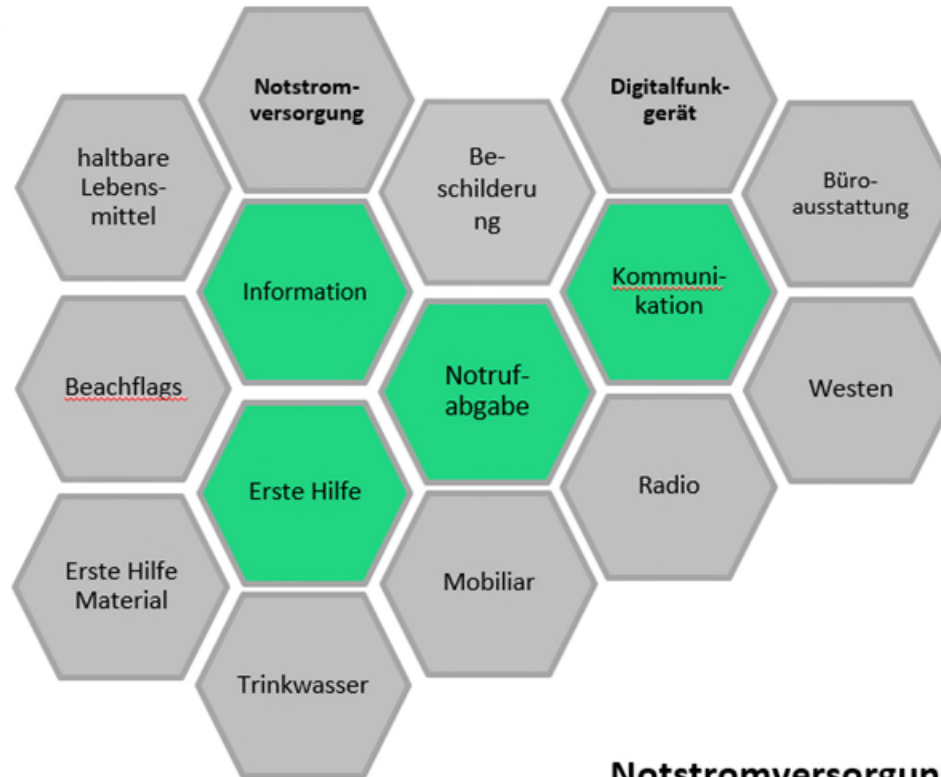 Notstrom-
versorgung
Digitalfunk-
gerät
haltbare
Lebens-
mittel
Be-
schilderu
ng
Büro-
ausstattung
Information
Kommuni-
kation
Beachflags
Notruf-
abgabe
Westen
Erste Hilfe
Radio
Erste Hilfe
Material
Mobiliar
Trinkwasser
Notstromversorgun